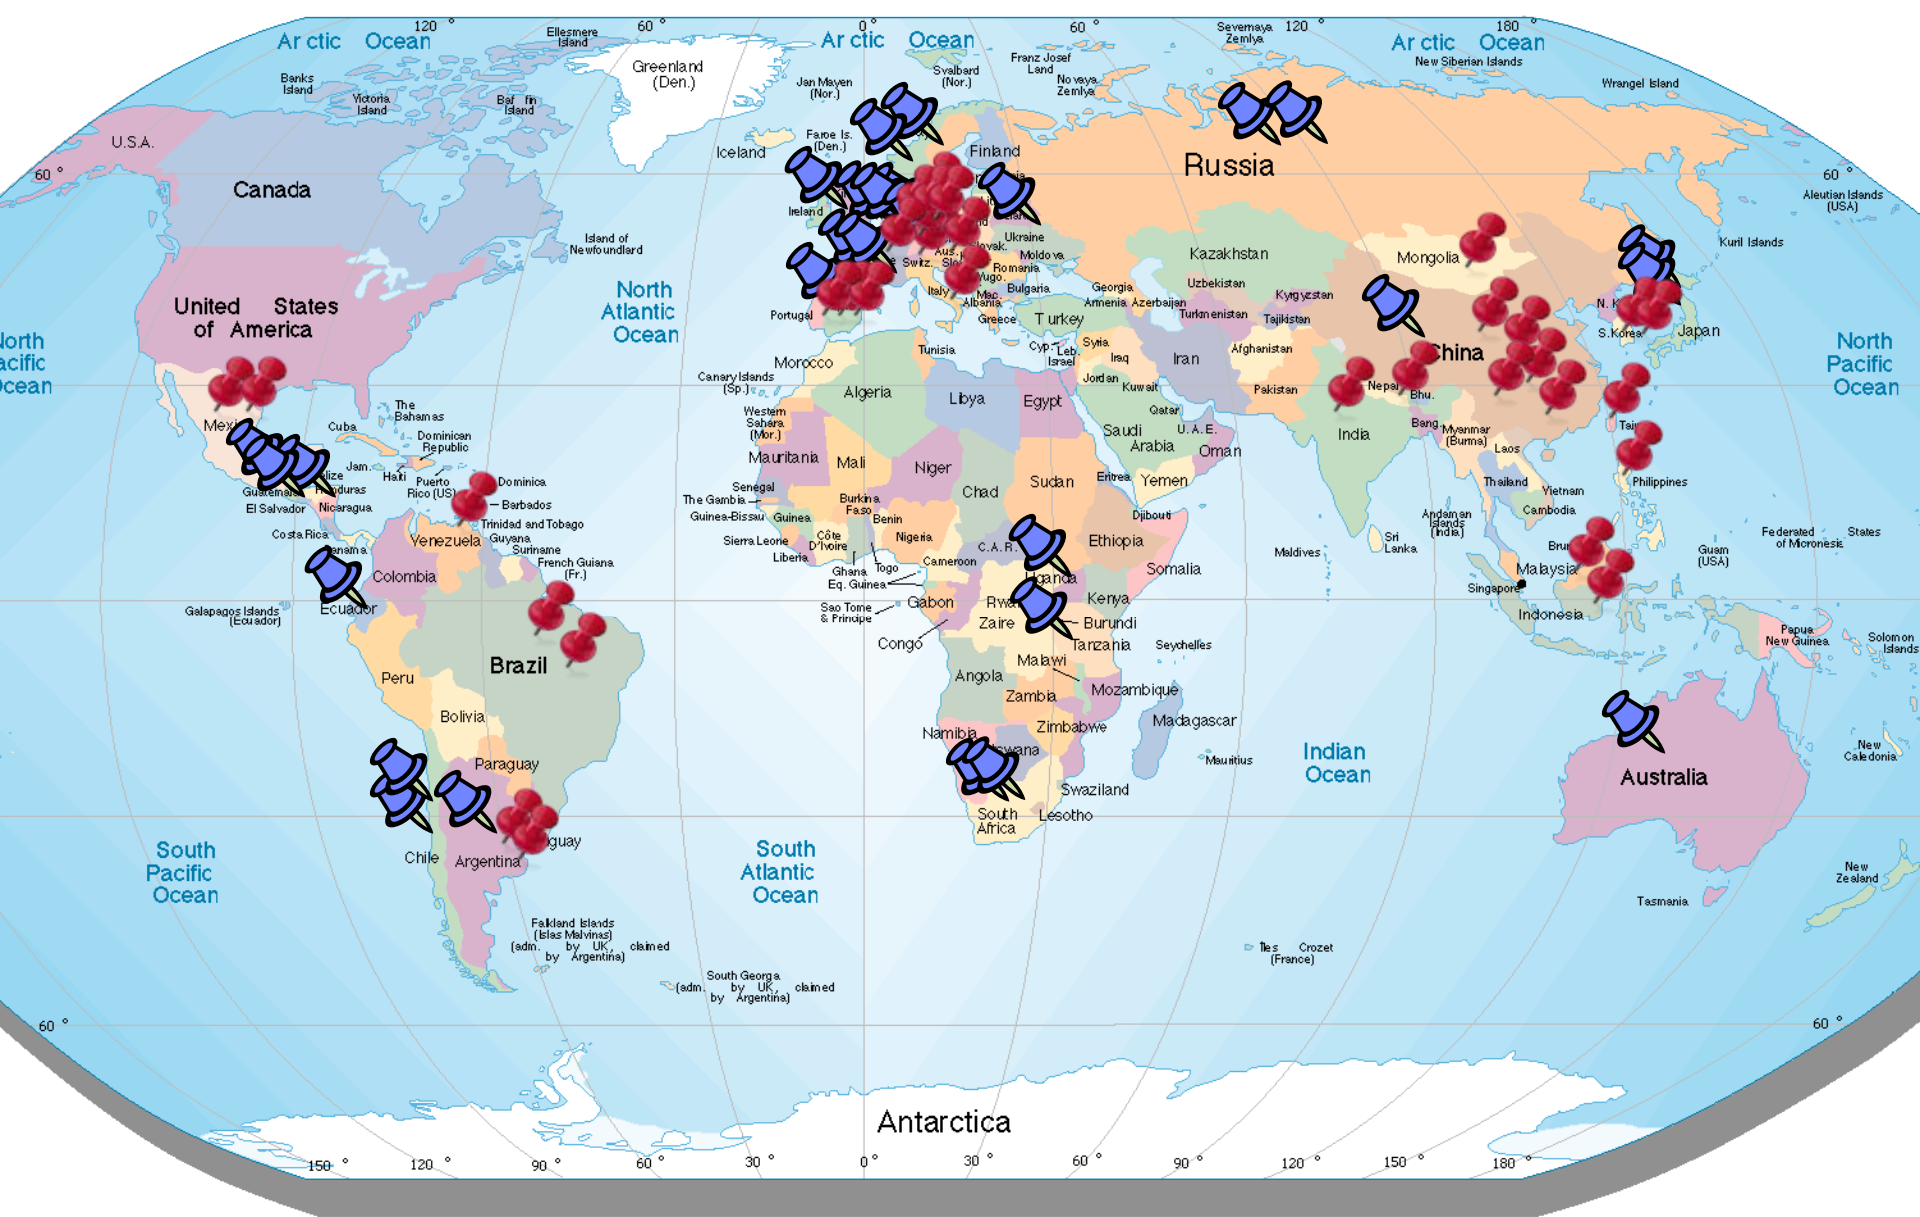 120 °
60 °
0 °
60 °
120 °
180 °
Arctic Ocean
Arctic Ocean
Arctic Ocean
Ellesmere
Island
Greenland
(Den.)
Svalbard
(Nor.)
Franz Josef
Land
Severnaya
Zemlya
New Siberian Islands
Wrangel Island
Banks
Island
Victoria
Island
Baffin
Island
Jan Mayen
(Nor.)
Novaya
Zemlya
U.S.A.
Iceland
Faroe Is.
(Den.)
Finland
Russia
60 °
60 °
Canada
Aleutian Islands
(USA)
Ireland
Island of
Newfoundland
Ukraine
Moldova
Kazakhstan
Mongolia
Kuril Islands
Switz.
Aus.
Romania
Bulgaria
Italy
Mac.
Albania
Greece
Georgia
Armenia
Azerbaijan
Uzbekistan
Turkmenistan
Kyrgyzstan
Tajikistan
United States
of America
North
Atlantic
Ocean
Portugal
Turkey
China
S.Korea
Japan
North
Pacific
Ocean
North
Pacific
Ocean
Morocco
Tunisia
Cyp.
Leb.
Israel
Syria
Iraq
Iran
Afghanistan
Jordan
Kuwait
Pakistan
Nepal
Bhu.
Canary Islands
(Sp.)
Algeria
Libya
Egypt
Qatar
U.A.E.
Saudi
Arabia
Oman
India
Bang.
Myanmar
(Burma)
Laos
The
Bahamas
Cuba
Dominican
Republic
Jam.
Haiti
Puerto
Rico (US)
Dominica
Barbados
Trinidad and Tobago
Guatemala
Honduras
El Salvador
Nicaragua
Costa Rica
Western
Sahara
(Mor.)
Mauritania
Mali
Niger
Chad
Sudan
Eritrea
Yemen
Djibouti
Senegal
The Gambia
Guinea-Bissau
Guinea
Burkina
Faso
Benin
Nigeria
Sierra Leone
Liberia
Côte
D'Ivoire
Ghana
Togo
Eq. Guinea
Cameroon
C.A.R.
Ethiopia
Somalia
Thailand
Vietnam
Cambodia
Philippines
Andaman
Islands
(India)
Sri
Lanka
Maldives
Guam
(USA)
Federated States
of Micronesia
Venezuela
Guyana
Suriname
French Guiana
(Fr.)
Colombia
Galapagos Islands
(Ecuador)
Ecuador
Sao Tome
& Principe
Gabon
Congo
Zaire
Uganda
Kenya
Burundi
Tanzania
Seychelles
Malaysia
Singapore
Indonesia
Papua
New Guinea
Solomon
Islands
Peru
Brazil
Bolivia
Angola
Malawi
Zambia
Mozambique
Zimbabwe
Madagascar
Mauritius
Namibia
Paraguay
Indian
Ocean
Australia
New
Caledonia
Swaziland
Lesotho
South
Africa
South
Pacific
Ocean
Chile
Argentina
South
Atlantic
Ocean
New
Zealand
Tasmania
Falkland Islands
(Islas Malvinas)
(adm. by UK, claimed
by Argentina)
South Georgia
(adm. by UK, claimed
by Argentina)
Îles Crozet
(France)
60 °
60 °
Antarctica
150 °
120 °
90 °
60 °
30 °
0 °
30 °
60 °
90 °
120 °
150 °
180 °